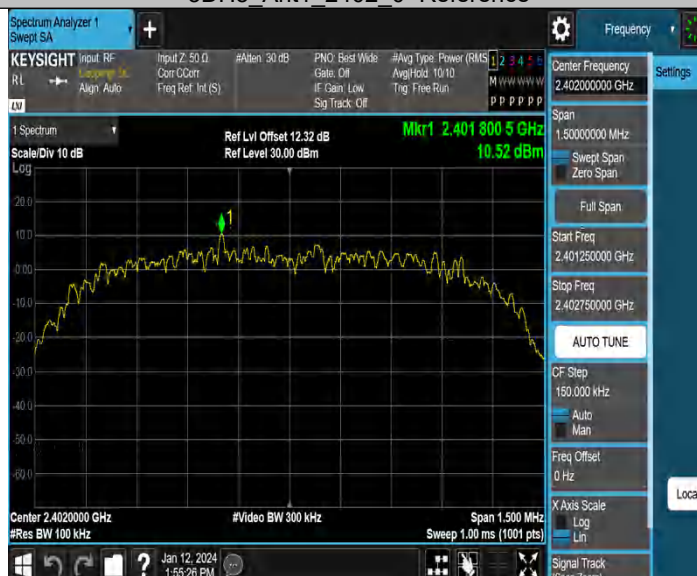 Spectrum Analyzer 1
Swept SA
+
Frequency
KEYSIGHT
Input: RF
Coupling: DC
Align: Auto
RL
Input Z: 50 Ω
Corr CCorr
Freq Ref: Int (S)
#Atten: 30 dB
PNO: Best Wide
Gate: Off
IF Gain: Low
Sig Track: Off
#Avg Type: Power (RMS
Avg|Hold: 10/10
Trig: Free Run
1 2 3 4 5 6
M W W W W W
P P P P P P
1 Spectrum
Scale/Div 10 dB
Log
Ref Lvl Offset 12.32 dB
Ref Level 30.00 dBm
Mkr1 2.401 800 5 GHz
10.52 dBm
20.0
10.0
0.00
-10.0
-20.0
-30.0
-40.0
-50.0
-60.0
1
Center 2.4020000 GHz
#Res BW 100 kHz
#Video BW 300 kHz
Span 1.500 MHz
Sweep 1.00 ms (1001 pts)
Center Frequency
2.402000000 GHz
Settings
Span
1.50000000 MHz
Swept Span
Zero Span
Full Span
Start Freq
2.401250000 GHz
Stop Freq
2.402750000 GHz
AUTO TUNE
CF Step
150.000 kHz
Auto
Man
Freq Offset
0 Hz
X Axis Scale
Log
Lin
Loca
Signal Track
Jan 12, 2024
1:55:26 PM
?